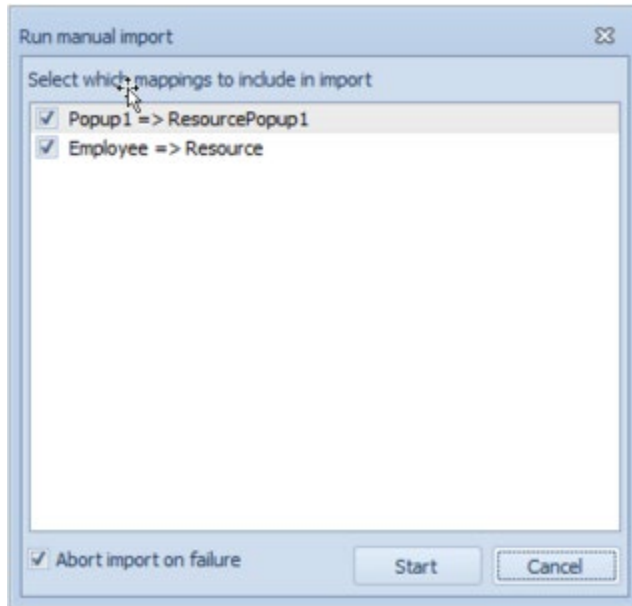 Run manual import
Select which mappings to include in import
Popup1 => ResourcePopup1
Employee => Resource
Abort import on failure
Start
Cancel